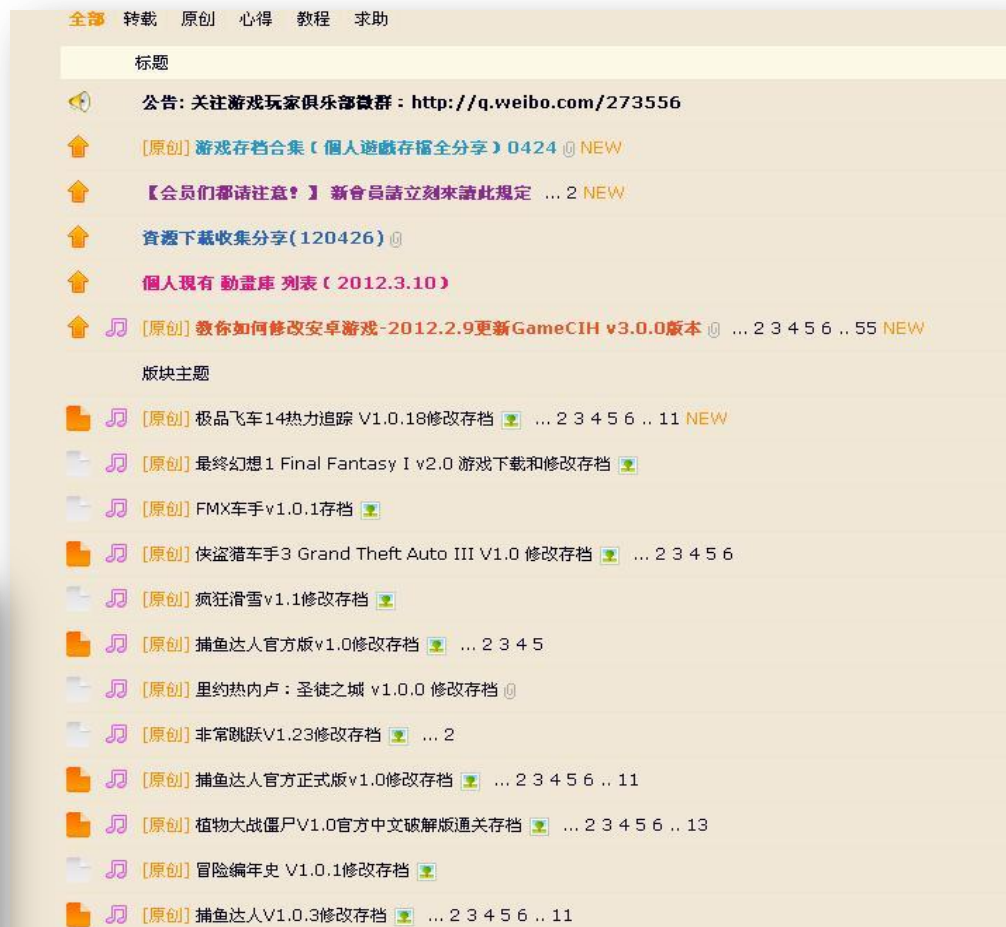 全部 转载 原创 心得 教程 求助
标题
公告: 关注游戏玩家俱乐部微群：http://q.weibo.com/273556
[原创] 游戏存档合集（個人遊戲存檔全分享）0424 NEW
【会员们都请注意！】 新會員請立刻來讀此規定 ... 2 NEW
資源下載收集分享(120426)
個人現有 動畫庫 列表（2012.3.10）
[原创] 教你如何修改安卓游戏-2012.2.9更新GameCIH v3.0.0版本 ... 2 3 4 5 6 .. 55 NEW
版块主题
[原创] 极品飞车14热力追踪 V1.0.18修改存档 ... 2 3 4 5 6 .. 11 NEW
[原创] 最终幻想1 Final Fantasy I v2.0 游戏下载和修改存档
[原创] FMX车手v1.0.1存档
[原创] 侠盗猎车手3 Grand Theft Auto III V1.0 修改存档 ... 2 3 4 5 6
[原创] 疯狂滑雪v1.1修改存档
[原创] 捕鱼达人官方版v1.0修改存档 ... 2 3 4 5
[原创] 里约热内卢：圣徒之城 v1.0.0 修改存档
[原创] 非常跳跃V1.23修改存档 ... 2
[原创] 捕鱼达人官方正式版v1.0修改存档 ... 2 3 4 5 6 .. 11
[原创] 植物大战僵尸V1.0官方中文破解版通关存档 ... 2 3 4 5 6 .. 13
[原创] 冒险编年史 V1.0.1修改存档
[原创] 捕鱼达人V1.0.3修改存档 ... 2 3 4 5 6 .. 11